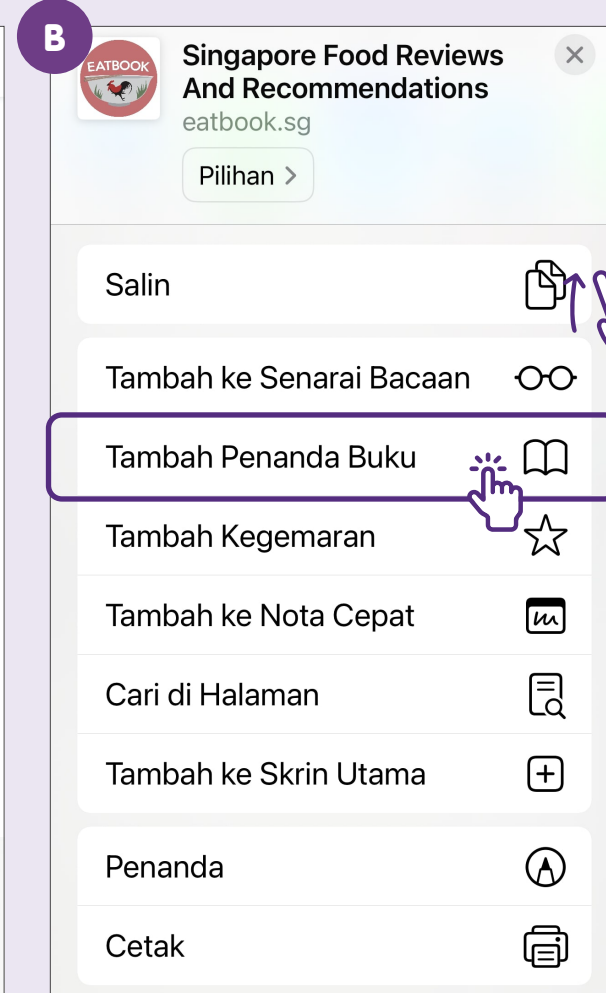 B
EATBOOK
Singapore Food Reviews
And Recommendations
eatbook.sg
Pilihan
Salin
Tambah ke Senarai Bacaan
Tambah Penanda Buku
Tambah Kegemaran
Tambah ke Nota Cepat
Cari di Halaman
Tambah ke Skrin Utama
Penanda
Cetak